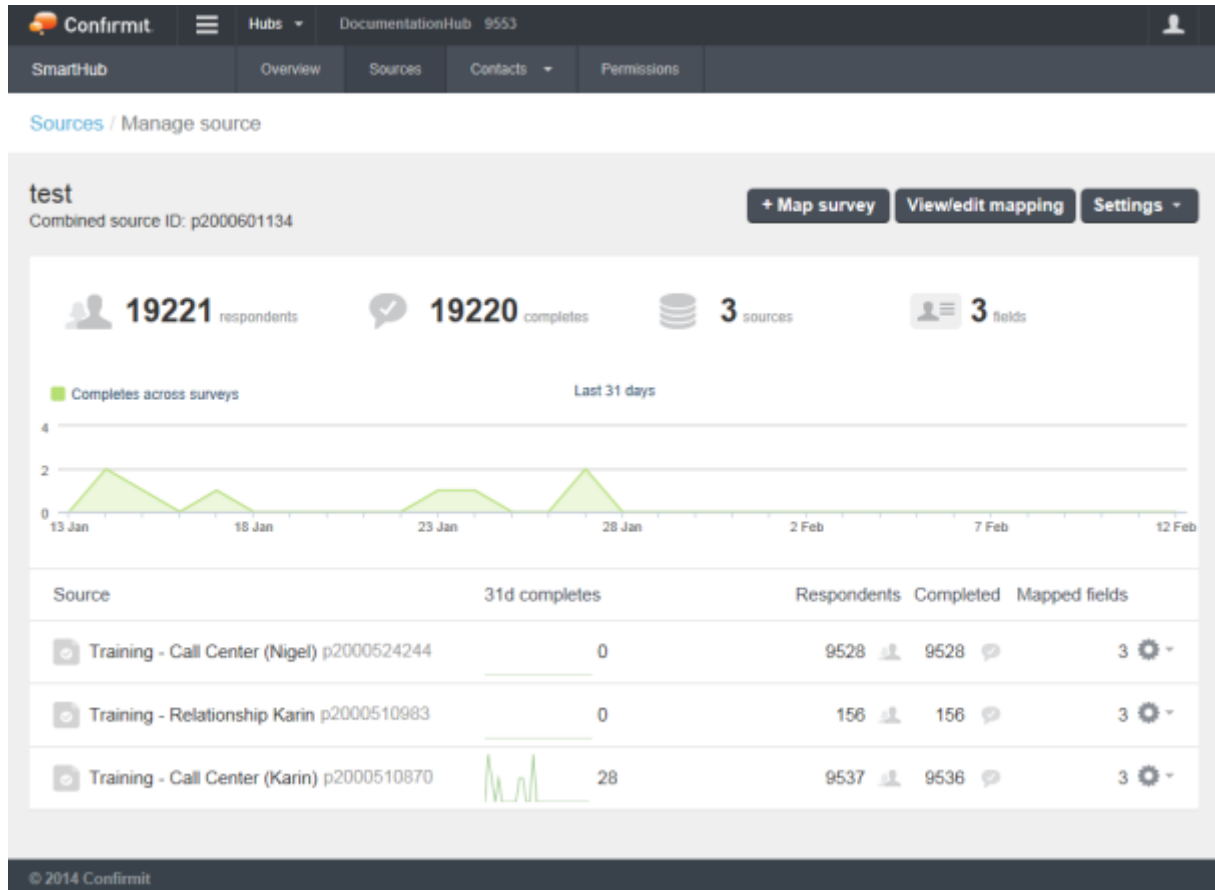 Confirmit Hubs DocumentationHub 9553
SmartHub Overview Sources Contacts Permissions
Sources / Manage source
test
Combined source ID: p2000601134
+ Map survey View/edit mapping Settings
19221 respondents 19220 completes 3 sources 3 fields
Completes across surveys Last 31 days
4
2
0
13 Jan 18 Jan 23 Jan 28 Jan 2 Feb 7 Feb 12 Feb
Source 31d completes Respondents Completed Mapped fields
Training - Call Center (Nigel) p2000524244 0 9528 9528 3
Training - Relationship Karin p2000510983 0 156 156 3
Training - Call Center (Karin) p2000510870 28 9537 9536 3
© 2014 Confirmit